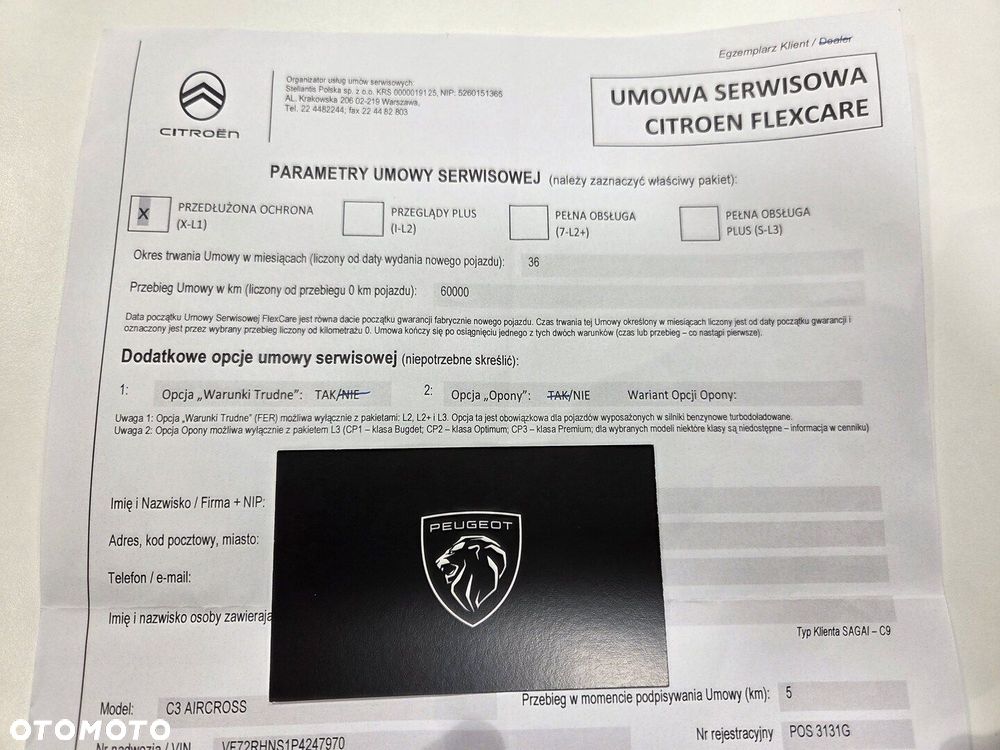 Egzemplarz Klient / Dealer
CITROËN
Organizator usług umów serwisowych:
Stellantis Polska sp. z o.o. KRS 0000019125, NIP: 5260151365
AL. Krakowska 206 02-219 Warszawa,
Tel. 22 4482244; fax 22 44 82 803
UMOWA SERWISOWA
CITROEN FLEXCARE
PARAMETRY UMOWY SERWISOWEJ (należy zaznaczyć właściwy pakiet):
X PRZEDŁUŻONA OCHRONA (X-L1)
PRZEGLĄDY PLUS (I-L2)
PEŁNA OBSŁUGA (7-L2+)
PEŁNA OBSŁUGA PLUS (S-L3)
Okres trwania Umowy w miesiącach (liczony od daty wydania nowego pojazdu): 36
Przebieg Umowy w km (liczony od przebiegu 0 km pojazdu): 60000
Data początku Umowy Serwisowej FlexCare jest równa dacie początku gwarancji fabrycznie nowego pojazdu. Czas trwania tej Umowy określony w miesiącach liczony jest od daty początku gwarancji i
oznaczony jest przez wybrany przebieg liczony od kilometrażu 0. Umowa kończy się po osiągnięciu jednego z tych dwóch warunków (czas lub przebieg – co nastąpi pierwsze).
Dodatkowe opcje umowy serwisowej (niepotrzebne skreślić):
1: Opcja „Warunki Trudne”: TAK/NIE 2: Opcja „Opony”: TAK/NIE Wariant Opcji Opony:
Uwaga 1: Opcja „Warunki Trudne” (FER) możliwa wyłącznie z pakietami: L2, L2+ i L3. Opcja ta jest obowiązkowa dla pojazdów wyposażonych w silniki benzynowe turbodoładowane.
Uwaga 2: Opcja Opony możliwa wyłącznie z pakietem L3 (CP1 – klasa Bugdet; CP2 – klasa Optimum; CP3 – klasa Premium; dla wybranych modeli niektóre klasy są niedostępne – informacja w cenniku)
Imię i Nazwisko / Firma + NIP:
Adres, kod pocztowy, miasto:
Telefon / e-mail:
Imię i nazwisko osoby zawierają
PEUGEOT
Typ Klienta SAGAI – C9
Model: C3 AIRCROSS
Przebieg w momencie podpisywania Umowy (km): 5
Nr nadwozia / VIN VF72RHNS1P4247970
Nr rejestracyjny POS 3131G
OTOMOTO